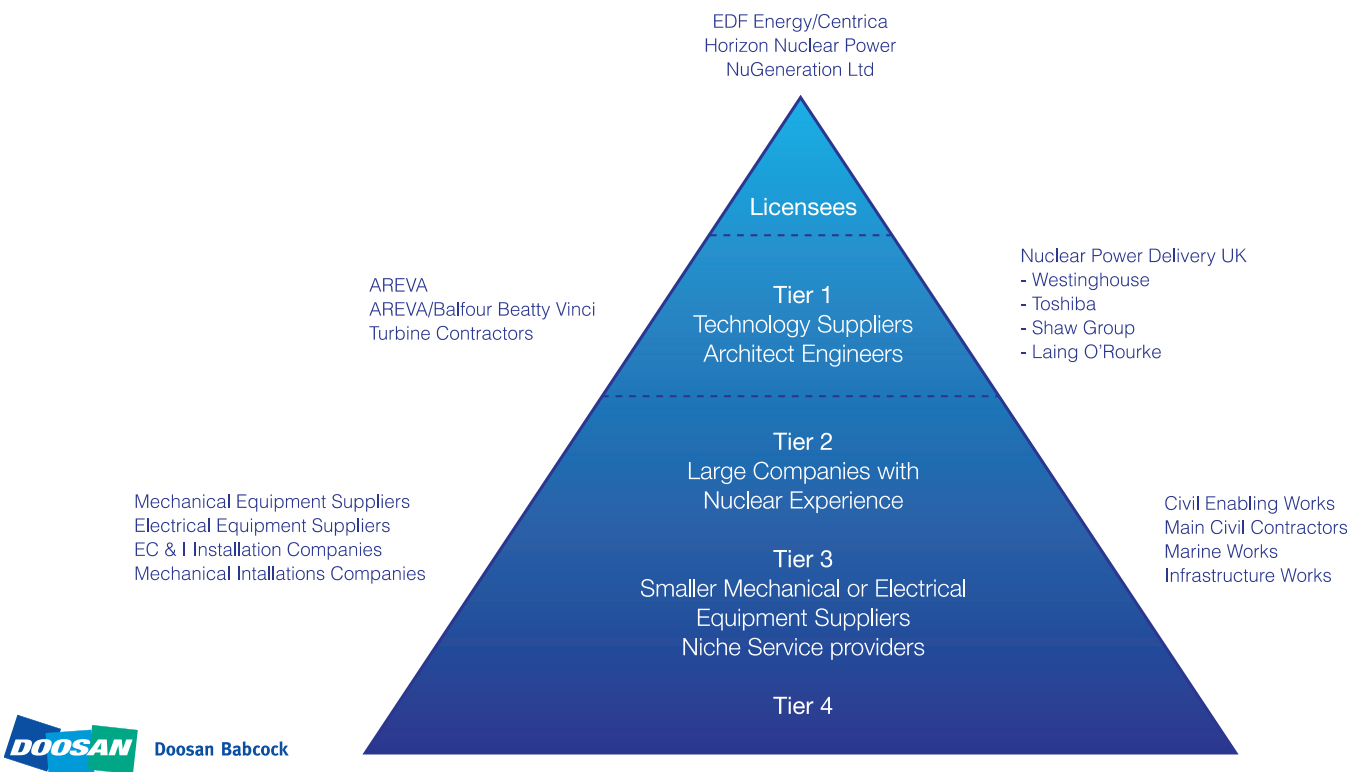 EDF Energy/Centrica
Horizon Nuclear Power
NuGeneration Ltd
Licensees
AREVA
AREVA/Balfour Beatty Vinci
Turbine Contractors
Tier 1
Technology Suppliers
Architect Engineers
Nuclear Power Delivery UK
- Westinghouse
- Toshiba
- Shaw Group
- Laing O'Rourke
Mechanical Equipment Suppliers
Electrical Equipment Suppliers
EC & I Installation Companies
Mechanical Intallations Companies
Tier 2
Large Companies with
Nuclear Experience
Tier 3
Smaller Mechanical or Electrical
Equipment Suppliers
Niche Service providers
Tier 4
Civil Enabling Works
Main Civil Contractors
Marine Works
Infrastructure Works
DOOSAN
Doosan Babcock